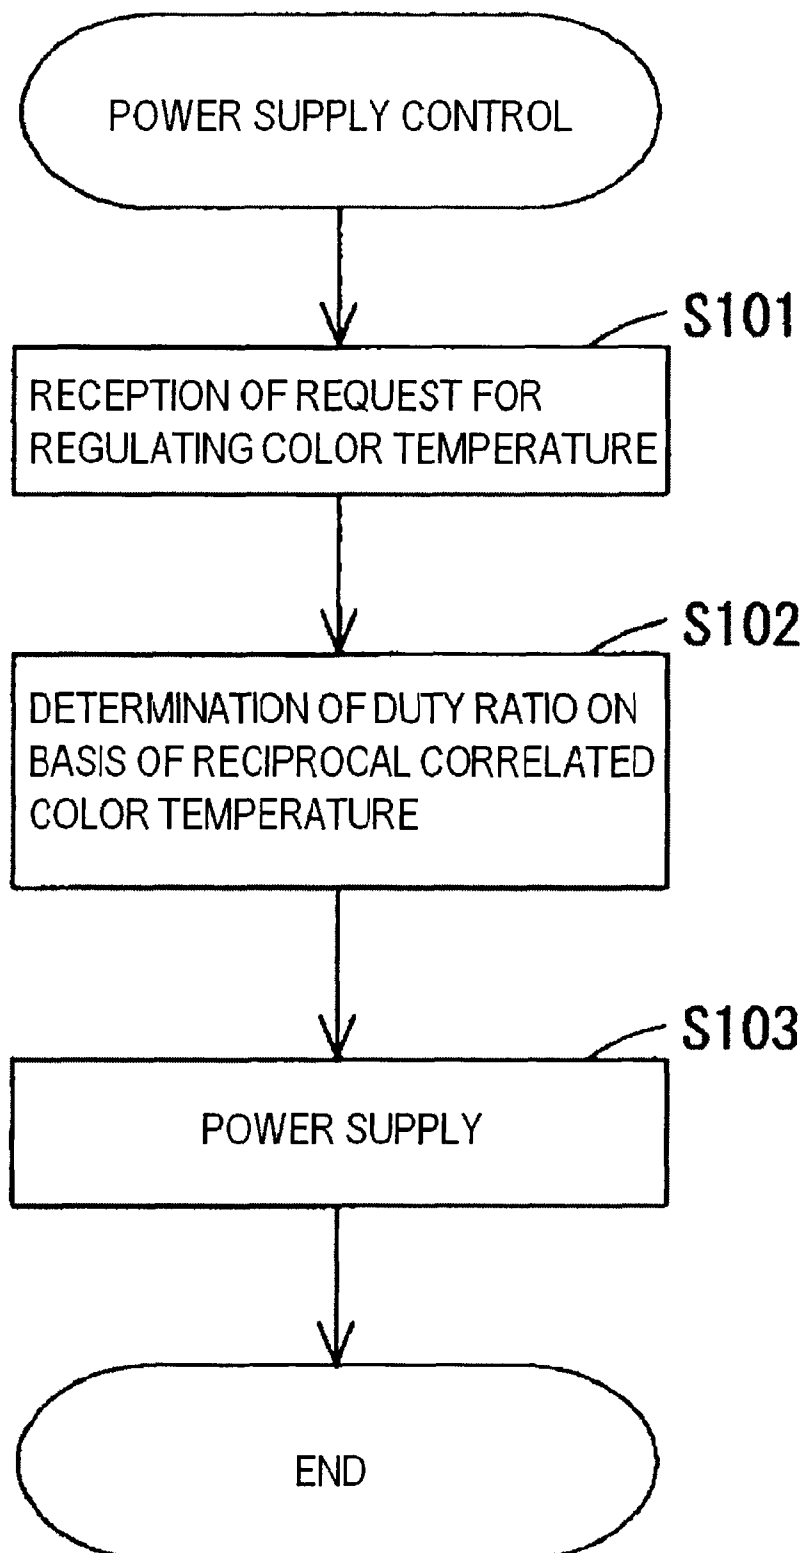 POWER SUPPLY CONTROL
S101
RECEPTION OF REQUEST FOR
REGULATING COLOR TEMPERATURE
S102
DETERMINATION OF DUTY RATIO ON
BASIS OF RECIPROCAL CORRELATED
COLOR TEMPERATURE
S103
POWER SUPPLY
END